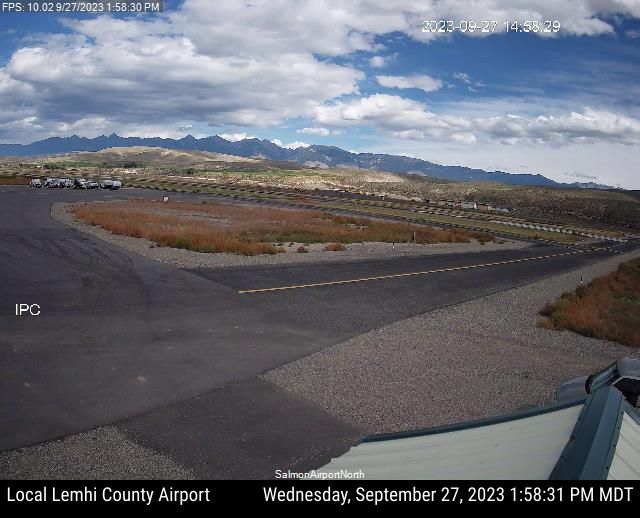 FPS: 10.02 9/27/2023 1:58:30 PM
2023-09-27 14:58:29
IPC
SalmonAirportNorth
Local Lemhi County Airport Wednesday, September 27, 2023 1:58:31 PM MDT